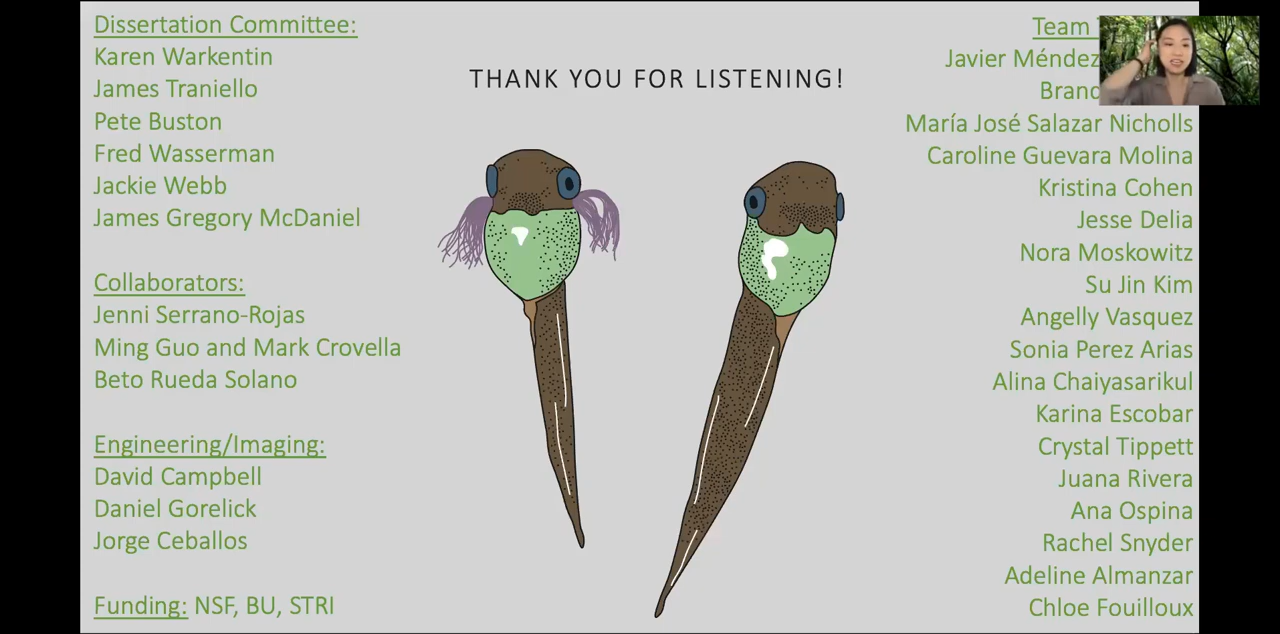 Dissertation Committee:
Karen Warkentin
James Traniello
Pete Buston
Fred Wasserman
Jackie Webb
James Gregory McDaniel
Collaborators:
Jenni Serrano-Rojas
Ming Guo and Mark Crovella
Beto Rueda Solano
Engineering/Imaging:
David Campbell
Daniel Gorelick
Jorge Ceballos
Funding: NSF, BU, STRI
THANK YOU FOR LISTENING!
Team
Javier Méndez
María José Salazar Nicholls
Caroline Guevara Molina
Kristina Cohen
Jesse Delia
Nora Moskowitz
Su Jin Kim
Angelly Vasquez
Sonia Perez Arias
Alina Chaiyasarikul
Karina Escobar
Crystal Tippett
Juana Rivera
Ana Ospina
Rachel Snyder
Adeline Almanzar
Chloe Fouilloux